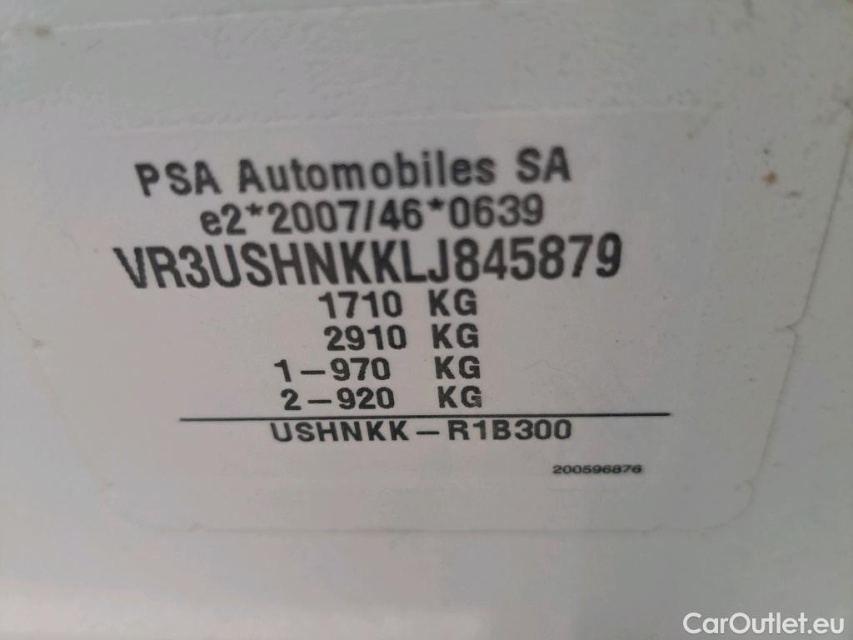 PSA Automobiles SA
e2*2007/46*0639
VR3USHNKKLJ845879
1710 KG
2910 KG
1-970 KG
2-920 KG
USHNKK-R1B300
200596876
CarOutlet.eu